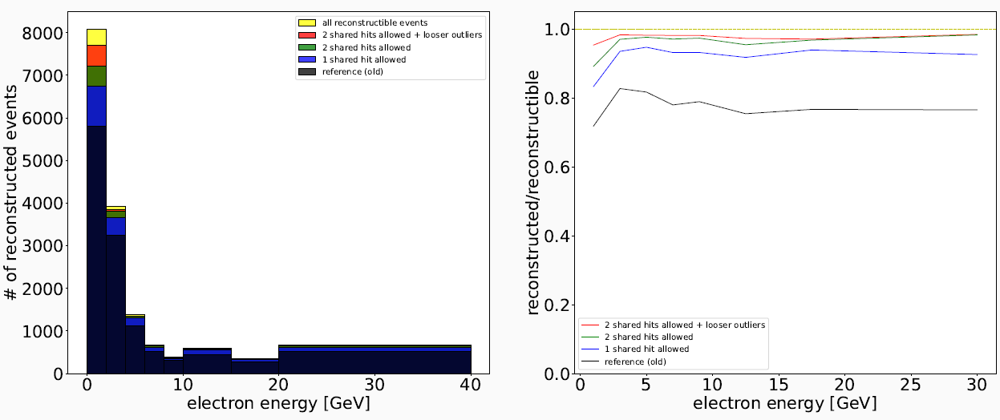 all reconstructible events
2 shared hits allowed + looser outliers
2 shared hits allowed
1 shared hit allowed
reference (old)
8000
7000
6000
5000
4000
3000
2000
1000
0
# of reconstructed events
0 10 20 30 40
electron energy [GeV]
1.0
0.8
0.6
0.4
0.2
0.0
reconstructed/reconstructible
2 shared hits allowed + looser outliers
2 shared hits allowed
1 shared hit allowed
reference (old)
0 5 10 15 20 25 30
electron energy [GeV]